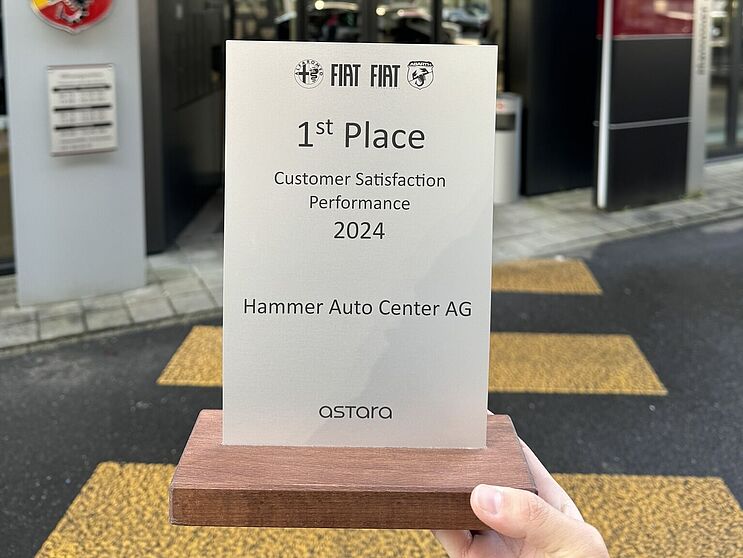 FIAT FIAT
1st Place
Customer Satisfaction
Performance
2024
Hammer Auto Center AG
astara